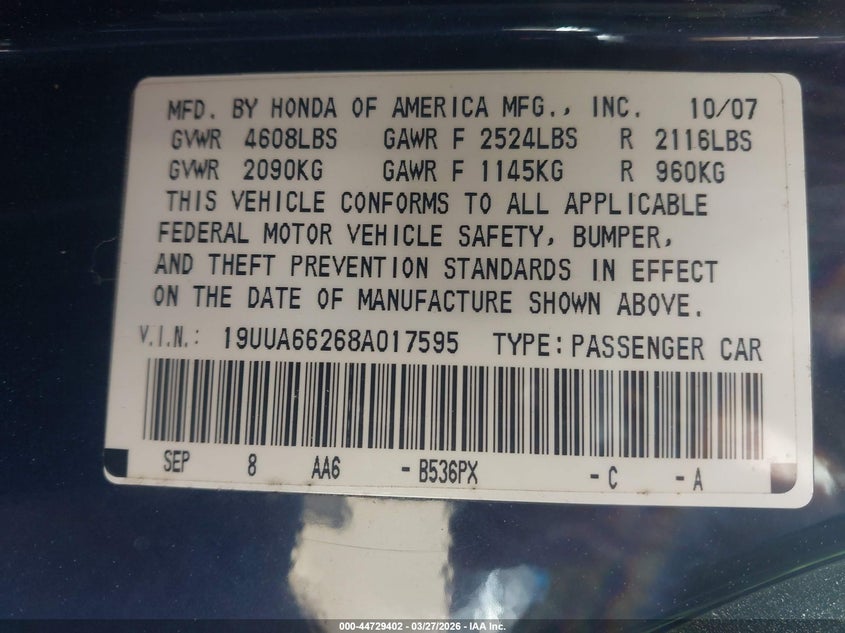 MFD. BY HONDA OF AMERICA MFG., INC. 10/07
GVWR 4608LBS GAWR F 2524LBS R 2116LBS
GVWR 2090KG GAWR F 1145KG R 960KG
THIS VEHICLE CONFORMS TO ALL APPLICABLE
FEDERAL MOTOR VEHICLE SAFETY, BUMPER,
AND THEFT PREVENTION STANDARDS IN EFFECT
ON THE DATE OF MANUFACTURE SHOWN ABOVE.
V.I.N.: 19UUA66268A017595 TYPE: PASSENGER CAR
SEP 8 AA6 - B536PX - C - A
000-44729402 - 03/27/2026 - IAA Inc.